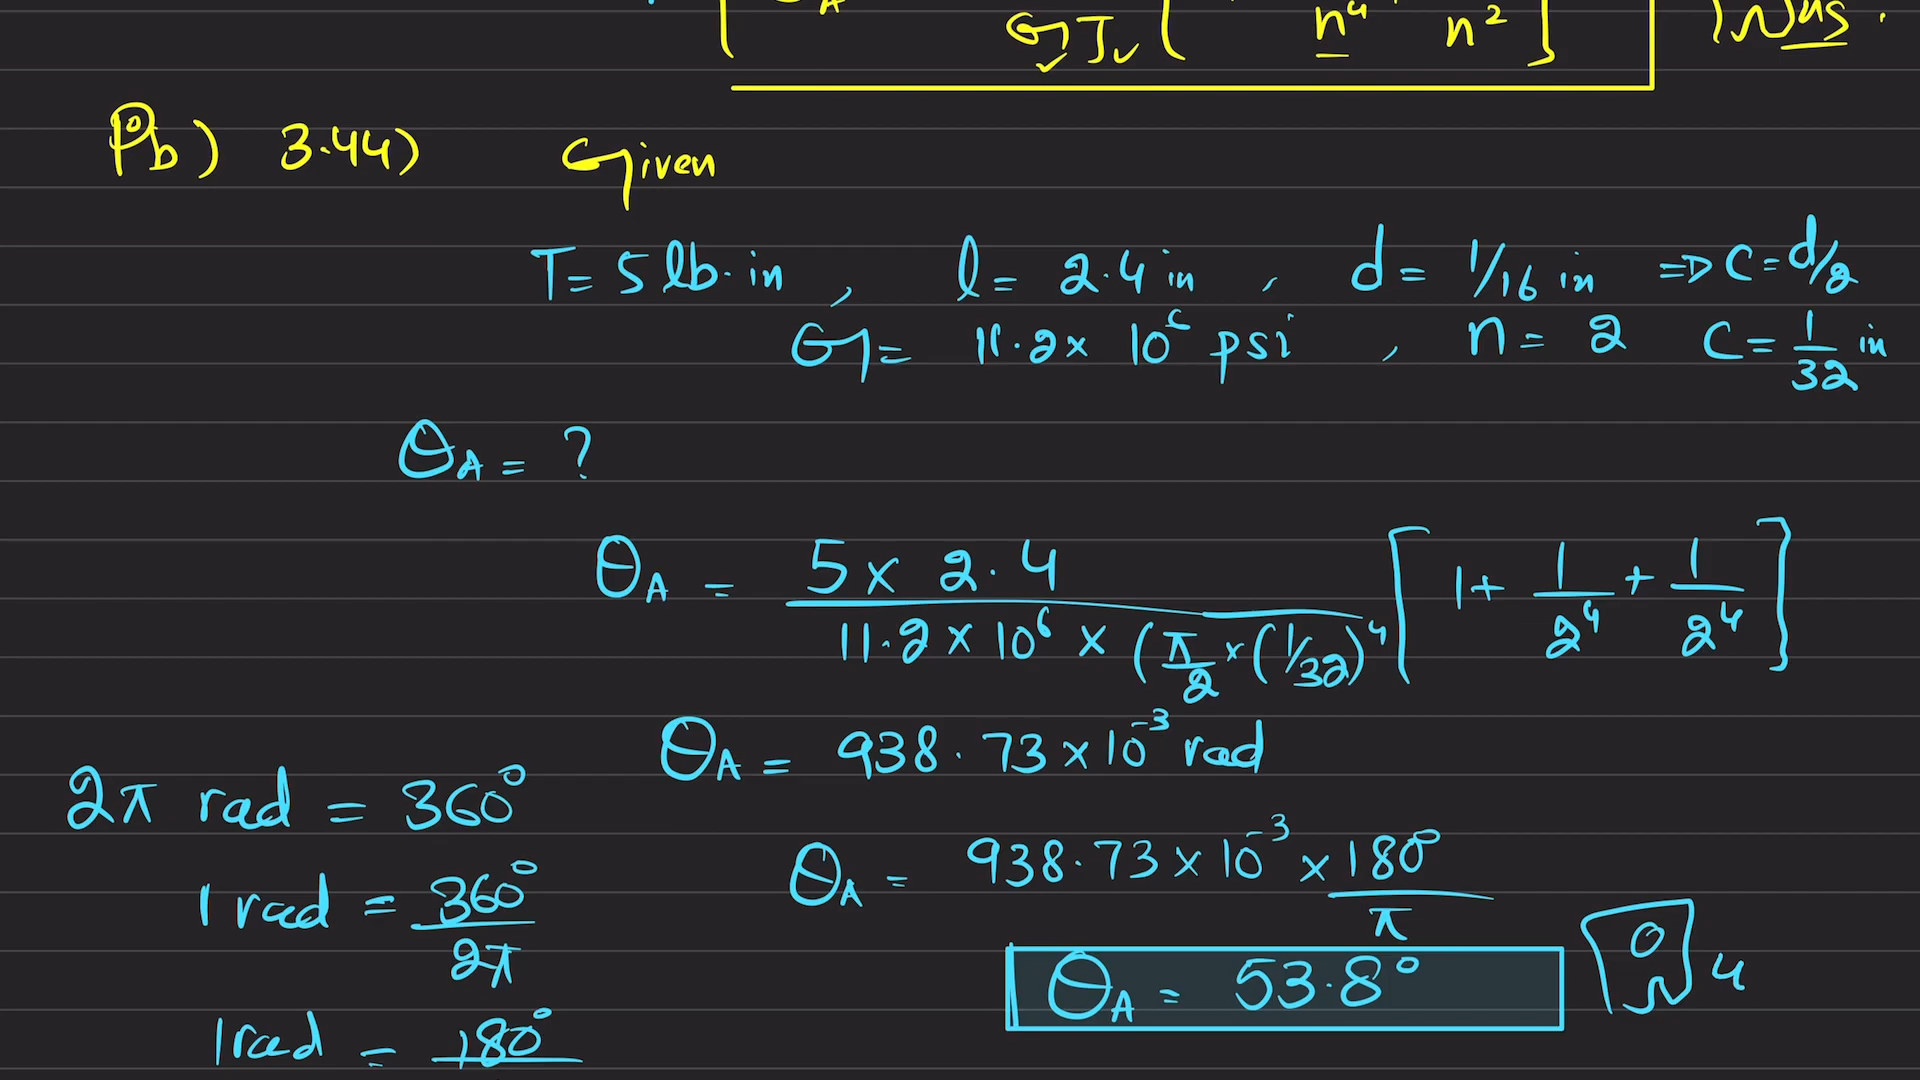 GJ [ n⁴ n² ]
Pb) 3.44) Given
T = 5 lb·in , l = 2.4 in , d = 1/16 in => C = d/2
G = 11.2 × 10⁶ psi , n = 2 C = 1/32 in
θA = ?
θA = 5 × 2.4 / 11.2 × 10⁶ × (π/2 × (1/32)⁴ [ 1 + 1/2⁴ + 1/2⁴ ]
θA = 938.73 × 10⁻³ rad
2π rad = 360°
θA = 938.73 × 10⁻³ × 180° / π
1 rad = 360° / 2π
θA = 53.8°
1 rad = 180°